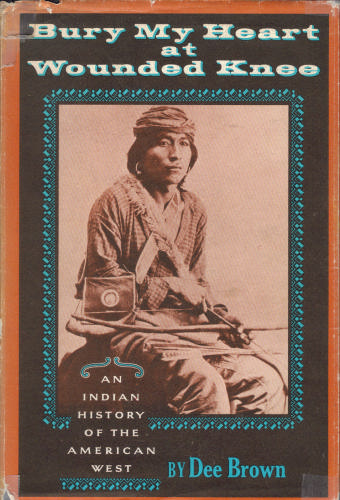 Bury My Heart
at
Wounded Knee
AN
INDIAN
HISTORY
OF THE
AMERICAN
WEST
BY Dee Brown